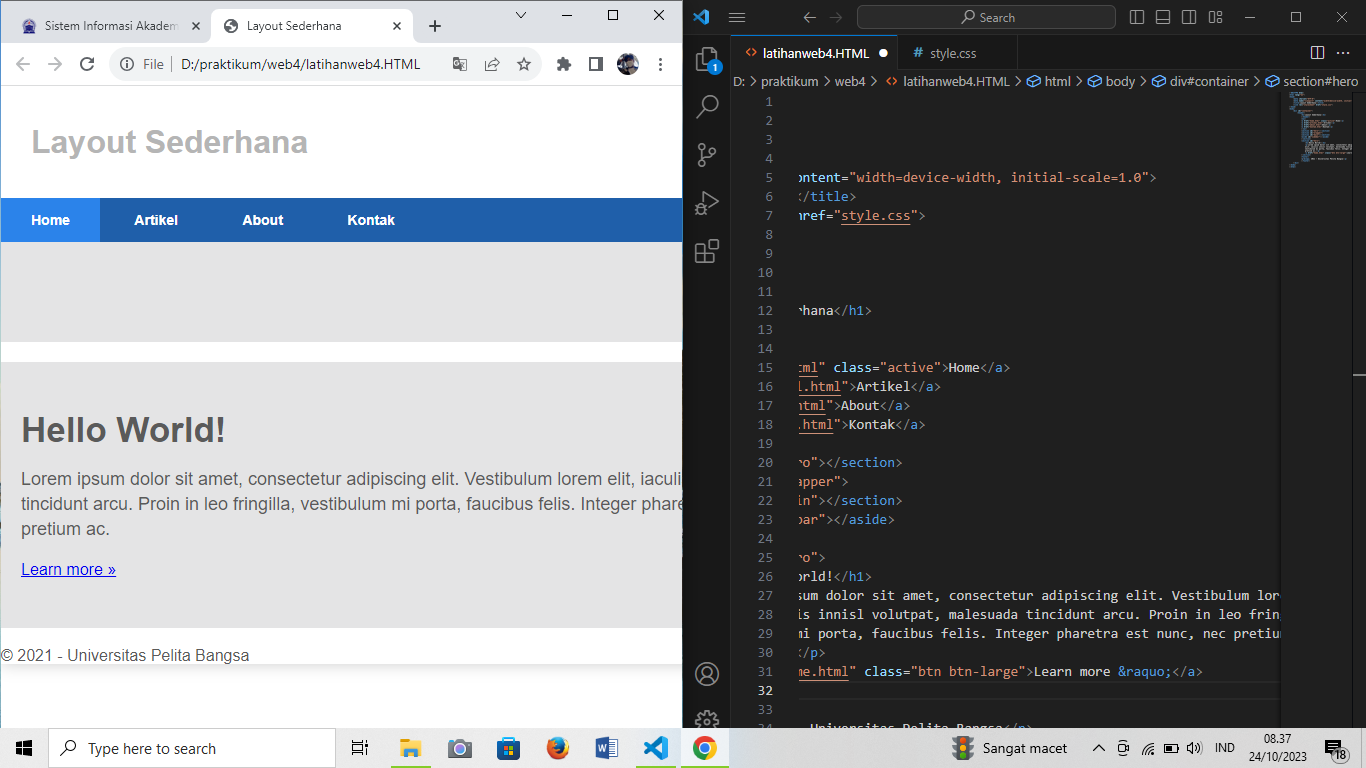 Sistem Informasi Akadem
Layout Sederhana
File
D:/praktikum/web4/latihanweb4.HTML
Layout Sederhana
Home
Artikel
About
Kontak
Hello World!
Lorem ipsum dolor sit amet, consectetur adipiscing elit. Vestibulum lorem elit, iaculi
tincidunt arcu. Proin in leo fringilla, vestibulum mi porta, faucibus felis. Integer phare
pretium ac.
Learn more »
© 2021 - Universitas Pelita Bangsa
Search
1
latihanweb4.HTML
# style.css
D: > praktikum > web4 > latihanweb4.HTML > html > body > div#container > section#hero
1
2
3
4
5 ontent="width=device-width, initial-scale=1.0">
6 </title>
7 href="style.css">
8
9
10
11
12 rhana</h1>
13
14
15 tml" class="active">Home</a>
16 l.html">Artikel</a>
17 html">About</a>
18 .html">Kontak</a>
19
20 ro"></section>
21 apper">
22 in"></section>
23 bar"></aside>
24
25 ro">
26 orld!</h1>
27 sum dolor sit amet, consectetur adipiscing elit. Vestibulum lor
28 is innisl volutpat, malesuada tincidunt arcu. Proin in leo frin
29 mi porta, faucibus felis. Integer pharetra est nunc, nec pretiu
30 </p>
31 me.html" class="btn btn-large">Learn more &raquo;</a>
32
33
34 Universitas Pelita Bangsa</p>
Type here to search
Sangat macet
IND
08.37
24/10/2023
18